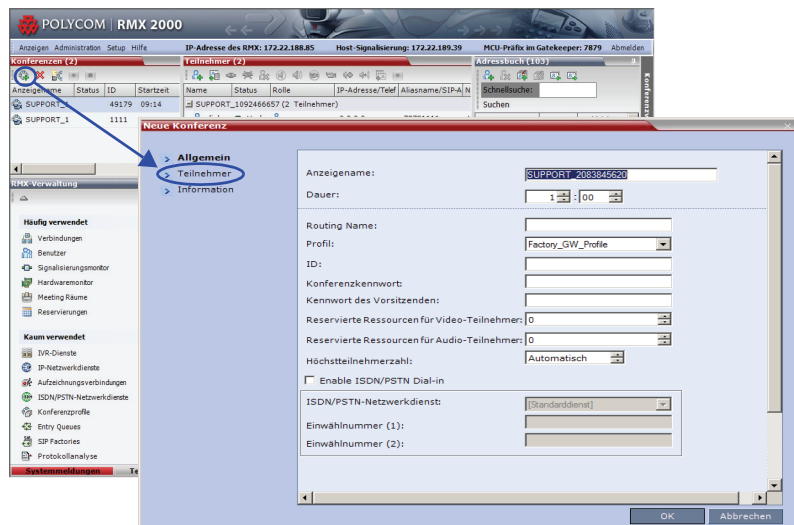 POLYCOM | RMX 2000
Anzeigen Administration Setup Hilfe IP-Adresse des RMX: 172.22.188.85 Host-Signalisierung: 172.22.189.39 MCU-Präfix im Gatekeeper: 7879 Abmelden
Konferenzen (2)
Anzeigename Status ID Startzeit
SUPPORT_1 49179 09:14
SUPPORT_1 1111
Teilnehmer (2)
Name Status Rolle IP-Adresse/Telef Aliasname/SIP-A N
SUPPORT_1092466657 (2 Teilnehmer)
Adressbuch (103)
Schnellsuche:
Suchen
RMX-Verwaltung
Häufig verwendet
Verbindungen
Benutzer
Signalisierungsmonitor
Hardwaremonitor
Meeting Räume
Reservierungen
Kaum verwendet
IVR-Dienste
IP-Netzwerkdienste
Aufzeichnungsverbindungen
ISDN/PSTN-Netzwerkdienste
Konferenzprofile
Entry Queues
SIP Factories
Protokollanalyse
Systemmeldungen Te
Neue Konferenz
Allgemein
Teilnehmer
Information
Anzeigename: SUPPORT_2083845620
Dauer: 1 : 00
Routing Name:
Profil: Factory_GW_Profile
ID:
Konferenzkennwort:
Kennwort des Vorsitzenden:
Reservierte Ressourcen für Video-Teilnehmer: 0
Reservierte Ressourcen für Audio-Teilnehmer: 0
Höchstteilnehmerzahl: Automatisch
Enable ISDN/PSTN Dial-in
ISDN/PSTN-Netzwerkdienst: [Standarddienst]
Einwählnummer (1):
Einwählnummer (2):
OK Abbrechen